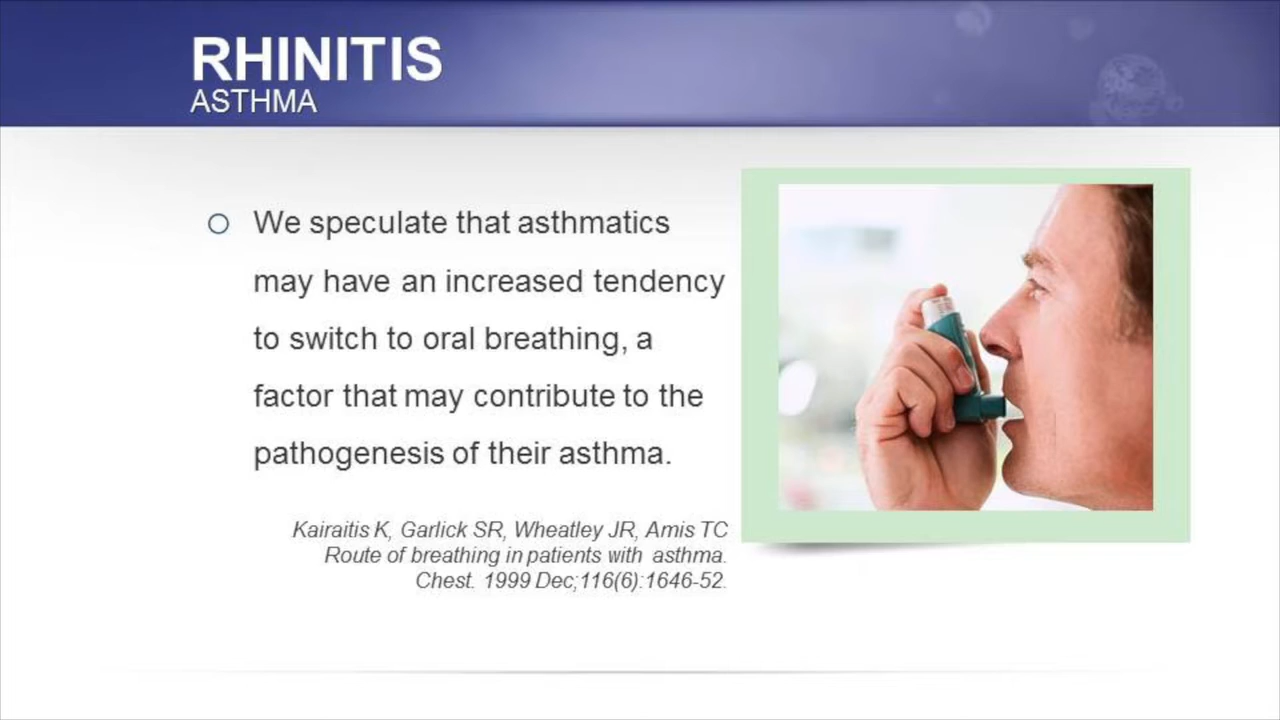 RHINITIS
ASTHMA
We speculate that asthmatics
may have an increased tendency
to switch to oral breathing, a
factor that may contribute to the
pathogenesis of their asthma.
Kairaitis K, Garlick SR, Wheatley JR, Amis TC
Route of breathing in patients with asthma.
Chest. 1999 Dec;116(6):1646-52.